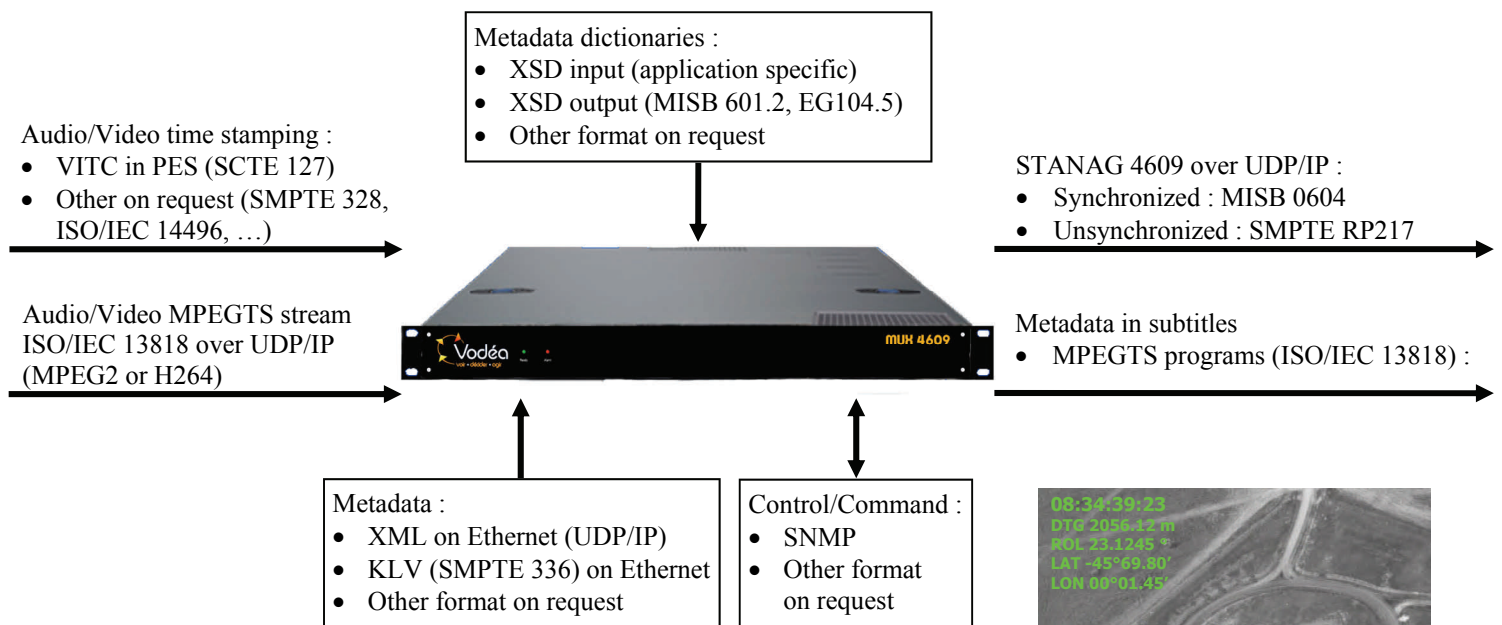 Metadata dictionaries :
• XSD input (application specific)
• XSD output (MISB 601.2, EG104.5)
• Other format on request
Audio/Video time stamping :
• VITC in PES (SCTE 127)
• Other on request (SMPTE 328,
ISO/IEC 14496, …)
STANAG 4609 over UDP/IP :
• Synchronized : MISB 0604
• Unsynchronized : SMPTE RP217
Audio/Video MPEGTS stream
ISO/IEC 13818 over UDP/IP
(MPEG2 or H264)
Vodéa
voir • décider • agir
MUX 4609
Metadata in subtitles
• MPEGTS programs (ISO/IEC 13818) :
Metadata :
• XML on Ethernet (UDP/IP)
• KLV (SMPTE 336) on Ethernet
• Other format on request
Control/Command :
• SNMP
• Other format
on request
08:34:39:23
DTG 2056.12 m
ROL 23.1245 °
LAT -45°69.80'
LON 00°01.45'